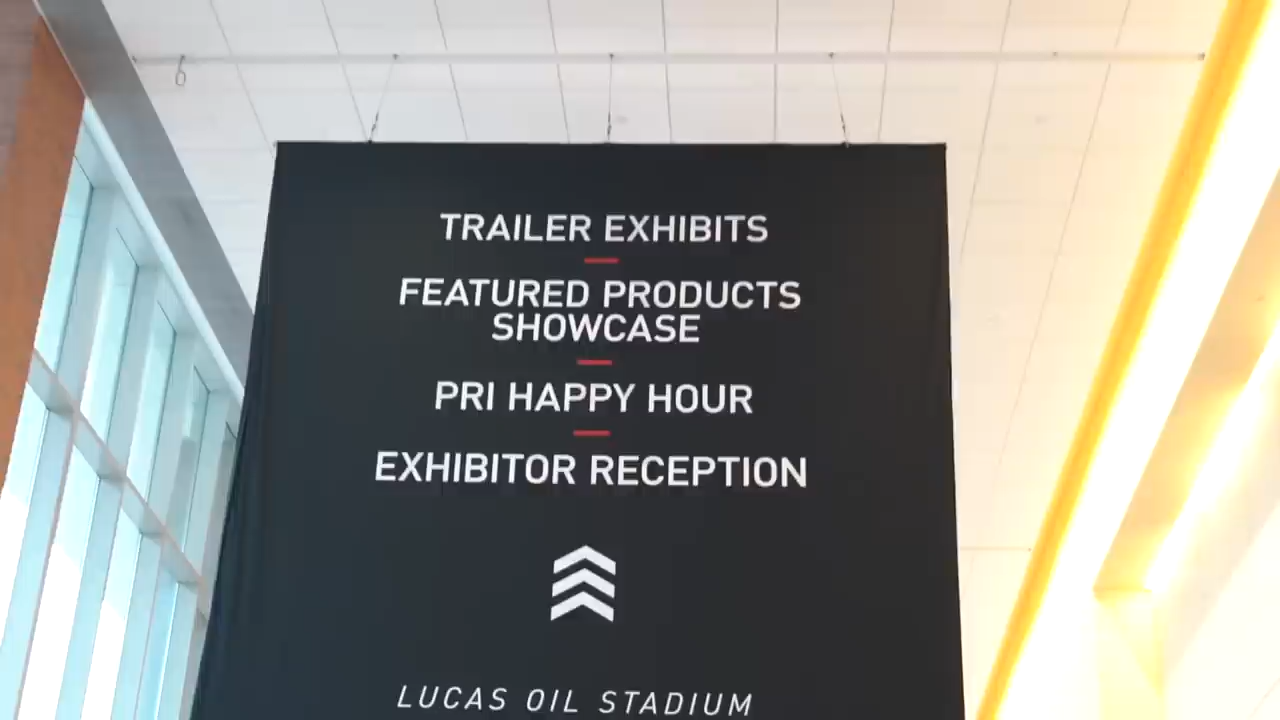 TRAILER EXHIBITS
FEATURED PRODUCTS
SHOWCASE
PRI HAPPY HOUR
EXHIBITOR RECEPTION
LUCAS OIL STADIUM